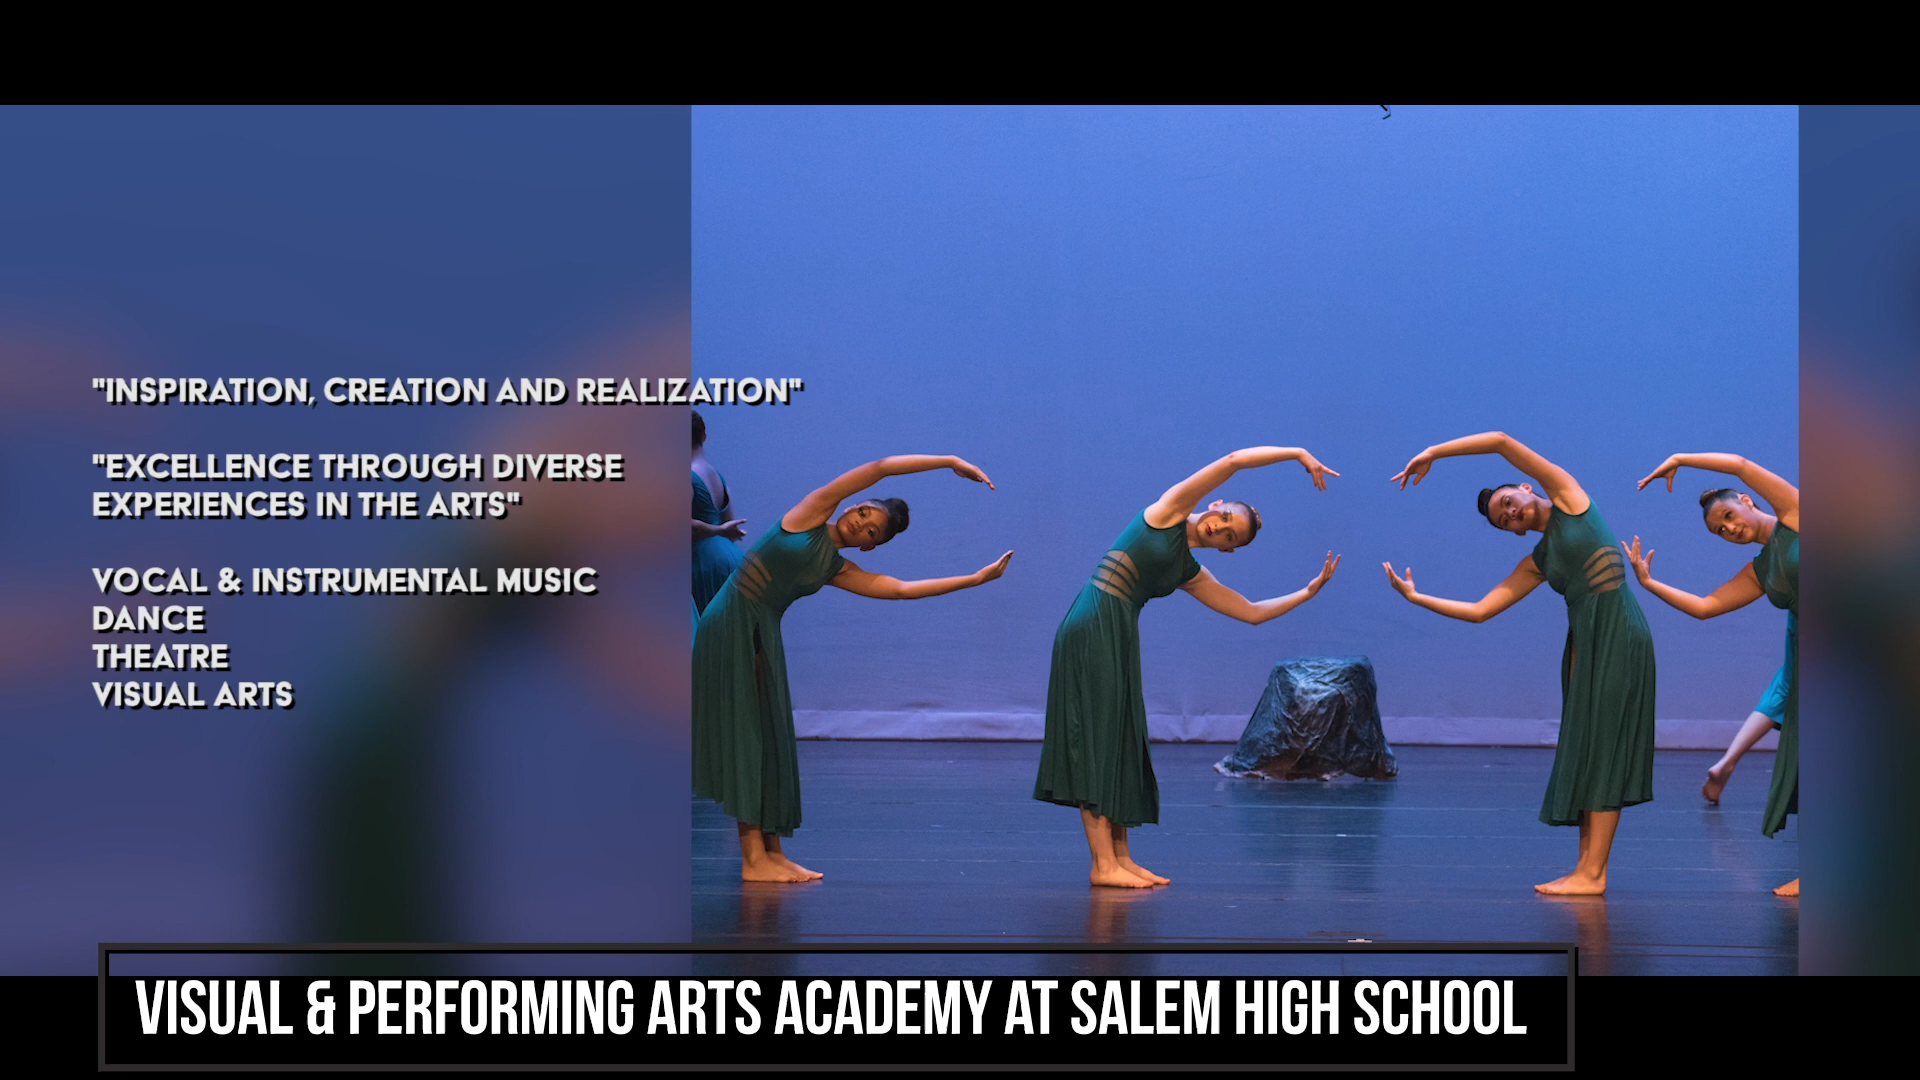 "INSPIRATION, CREATION AND REALIZATION"
"EXCELLENCE THROUGH DIVERSE
EXPERIENCES IN THE ARTS"
VOCAL & INSTRUMENTAL MUSIC
DANCE
THEATRE
VISUAL ARTS
VISUAL & PERFORMING ARTS ACADEMY AT SALEM HIGH SCHOOL